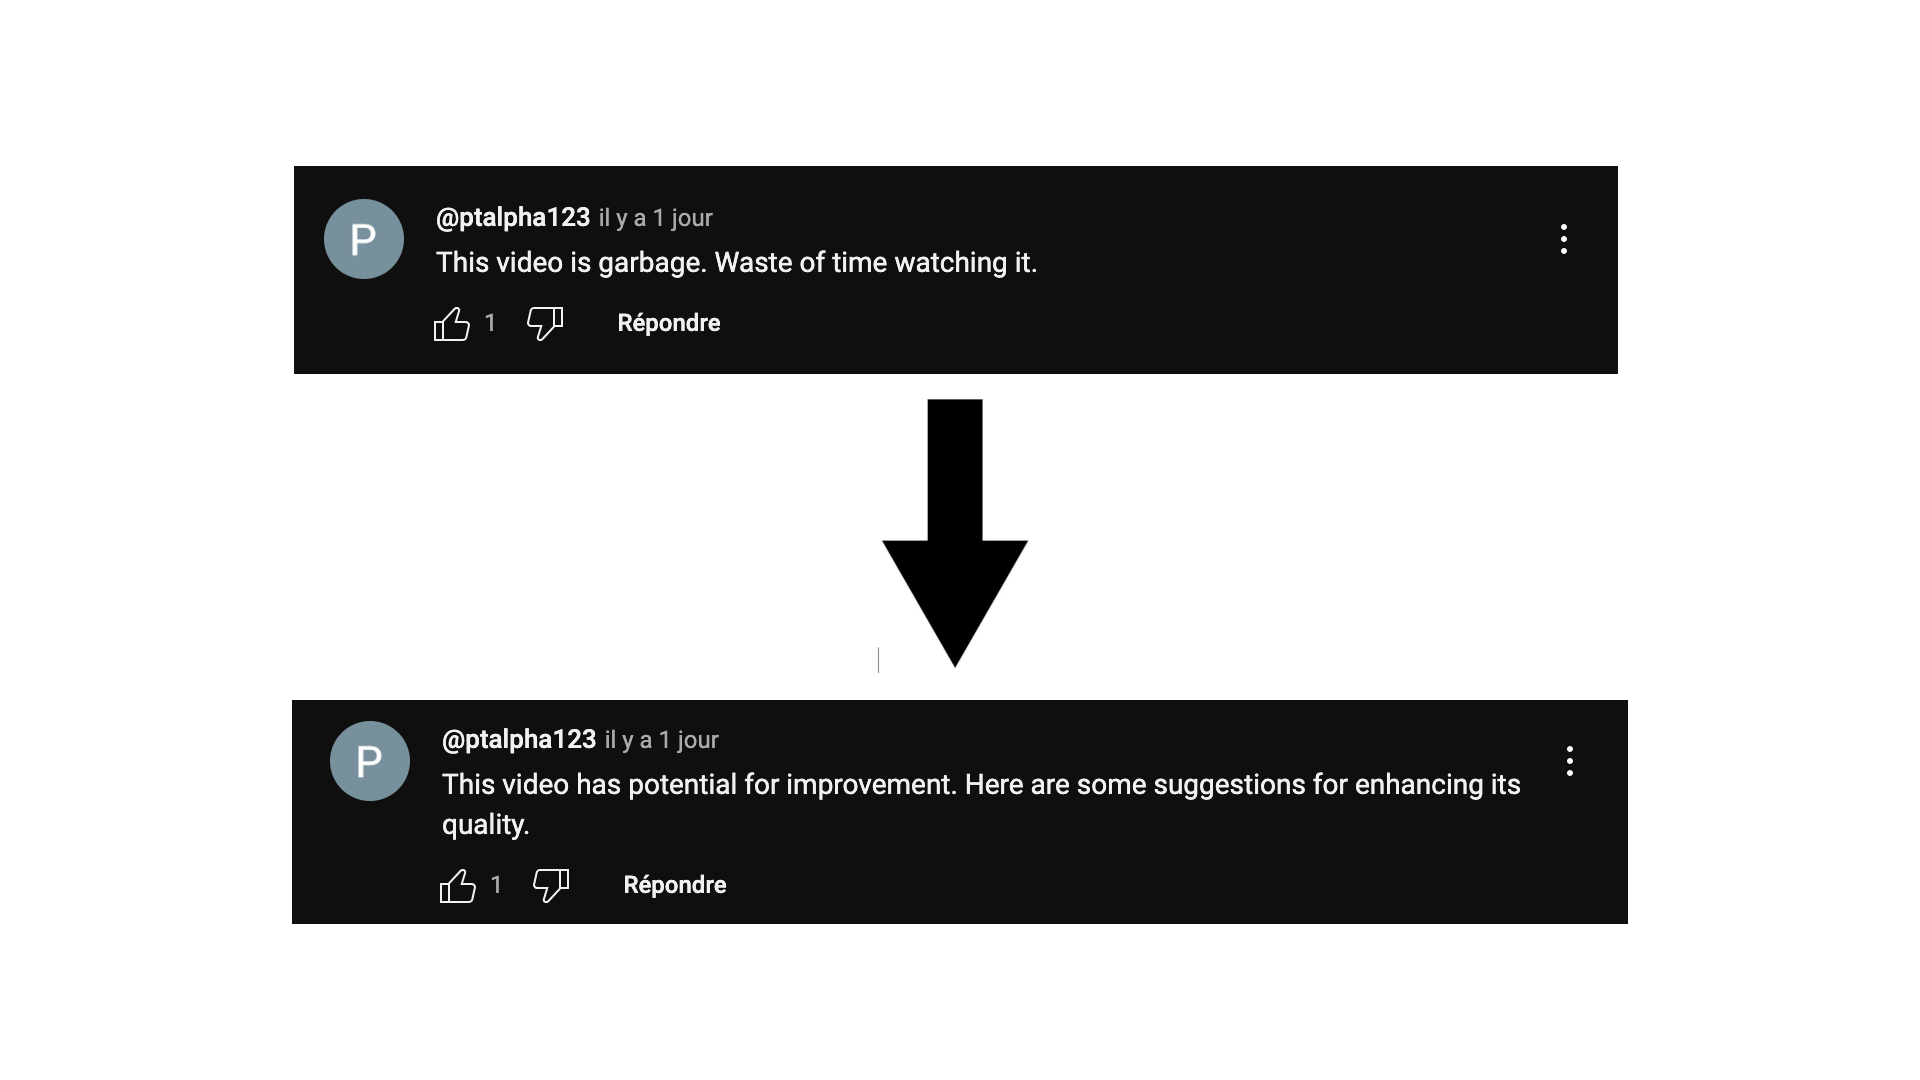 P
@ptalpha123 il y a 1 jour
This video is garbage. Waste of time watching it.
1 Répondre
P
@ptalpha123 il y a 1 jour
This video has potential for improvement. Here are some suggestions for enhancing its
quality.
1 Répondre